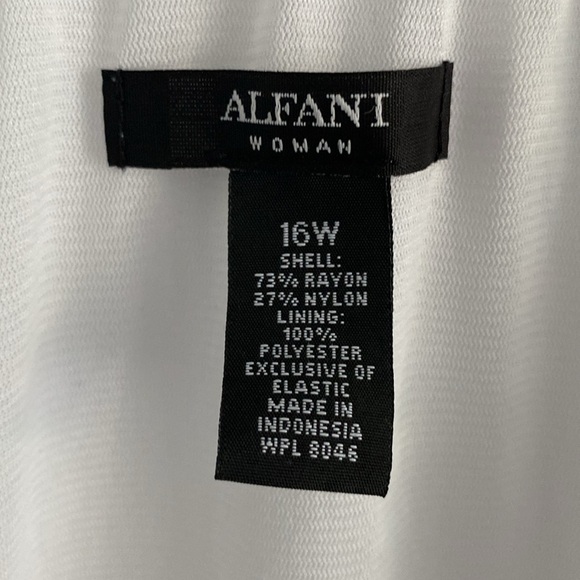 ALFANI
WOMAN
16W
SHELL:
73% RAYON
27% NYLON
LINING:
100%
POLYESTER
EXCLUSIVE OF
ELASTIC
MADE IN
INDONESIA
WPL 8046